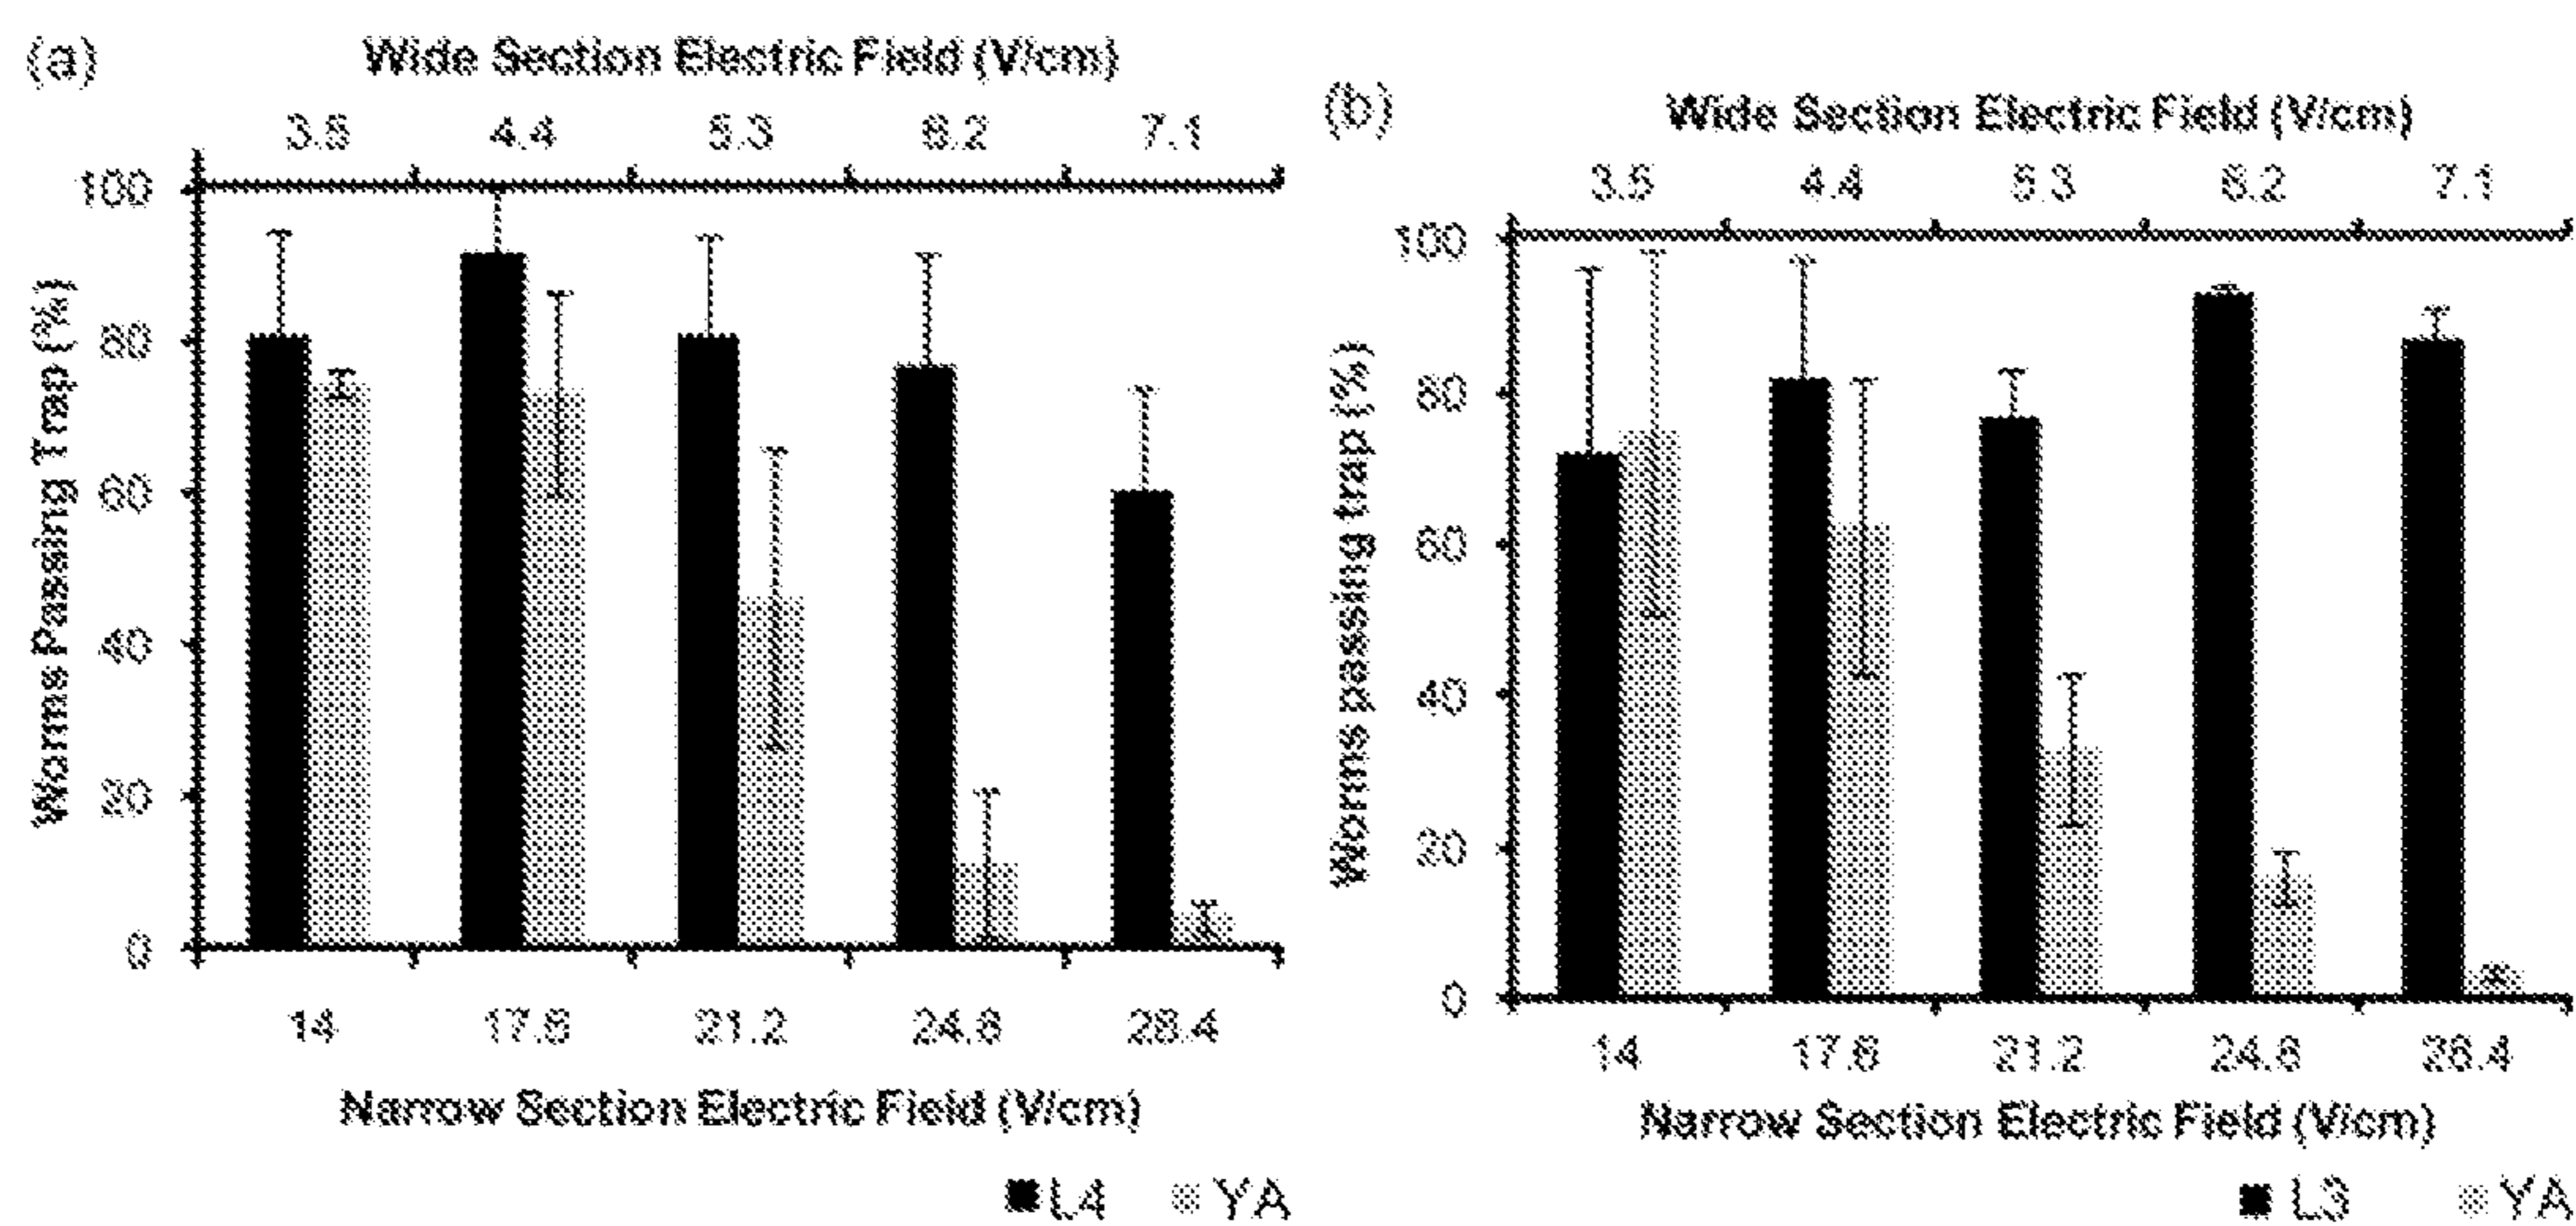 (a)
Wide Section Electric Field (V/cm)
3.5 4.4 5.3 6.2 7.1
Worms Passing Trap (%)
100
80
60
40
20
0
14 17.6 21.2 24.8 28.4
Narrow Section Electric Field (V/cm)
L4 YA
(b)
Wide Section Electric Field (V/cm)
3.5 4.4 5.3 6.2 7.1
Worms passing trap (%)
100
80
60
40
20
0
14 17.6 21.2 24.8 28.4
Narrow Section Electric Field (V/cm)
L3 YA